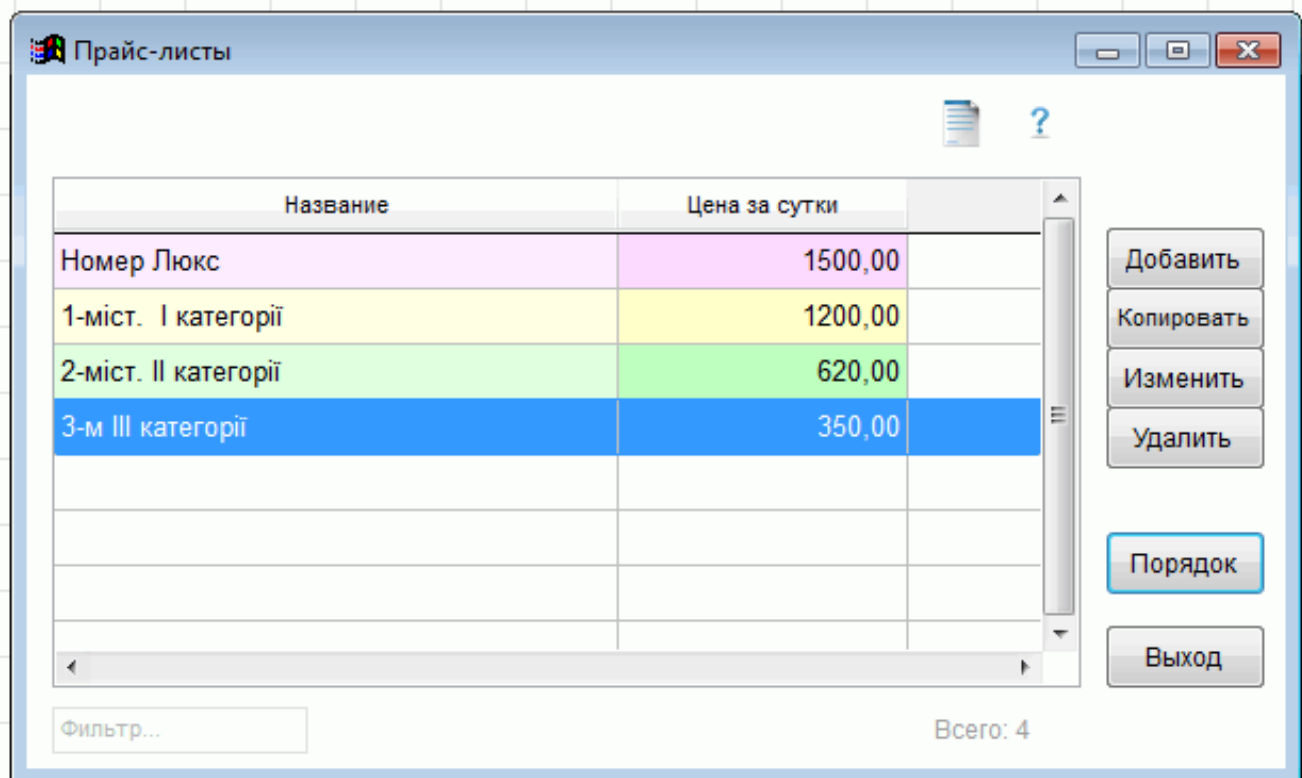 Прайс-листы
?
Название Цена за сутки
Номер Люкс 1500,00
1-міст.  І категорії 1200,00
2-міст. ІІ категорії 620,00
3-м ІІІ категорії 350,00
Добавить
Копировать
Изменить
Удалить
Порядок
Выход
Фильтр...
Всего: 4